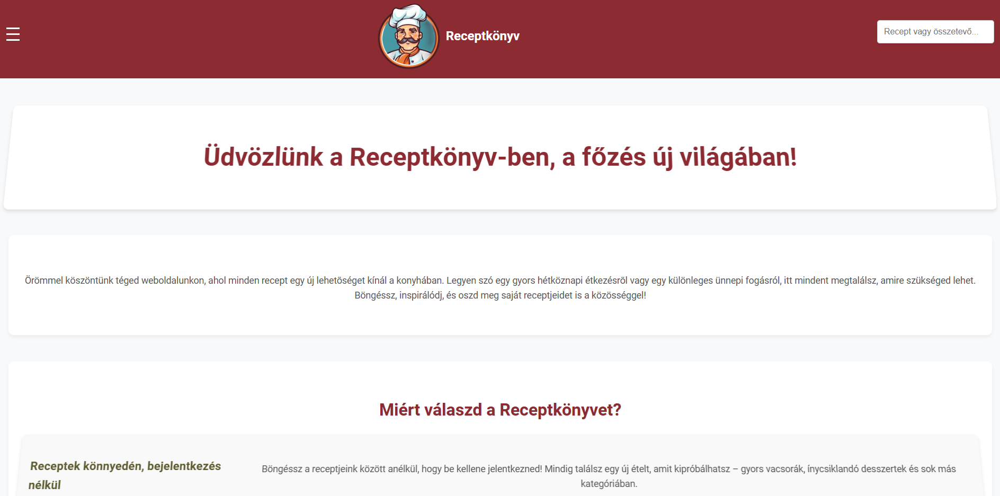 Receptkönyv
Recept vagy összetevő...
Üdvözlünk a Receptkönyv-ben, a főzés új világában!
Örömmel köszöntünk téged weboldalunkon, ahol minden recept egy új lehetőséget kínál a konyhában. Legyen szó egy gyors hétköznapi étkezésről vagy egy különleges ünnepi fogásról, itt mindent megtalálsz, amire szükséged lehet.
Böngéssz, inspirálódj, és oszd meg saját receptjeidet is a közösséggel!
Miért válaszd a Receptkönyvet?
Receptek könnyedén, bejelentkezés
nélkül
Böngéssz a receptjeink között anélkül, hogy be kellene jelentkezned! Mindig találsz egy új ételt, amit kipróbálhatsz – gyors vacsorák, ínycsiklandó desszertek és sok más
kategóriában.